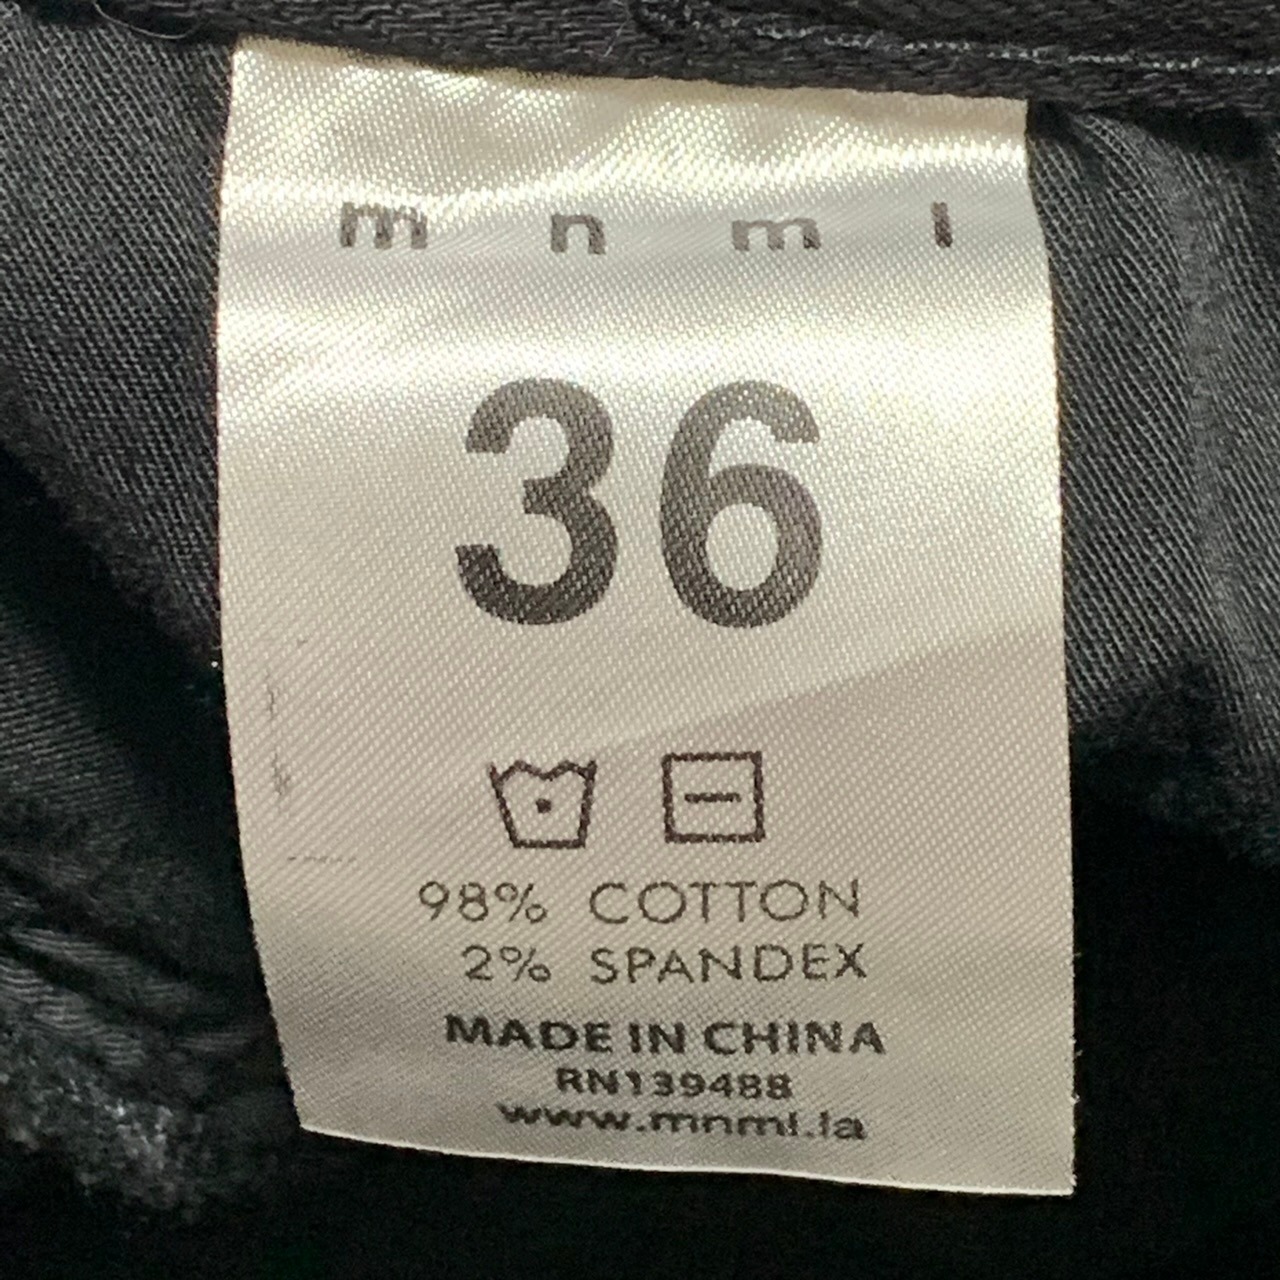 m n m l
36
98% COTTON
2% SPANDEX
MADE IN CHINA
RN139488
www.mnml.la